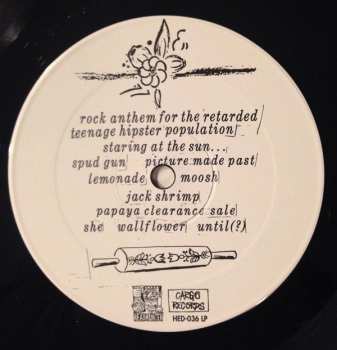 rock anthem for the retarded
teenage hipster population
staring at the sun...
spud gun picture made past
lemonade moosh
jack shrimp
papaya clearance sale
she wallflower until(?)
CARGO
RECORDS
HED-036 LP